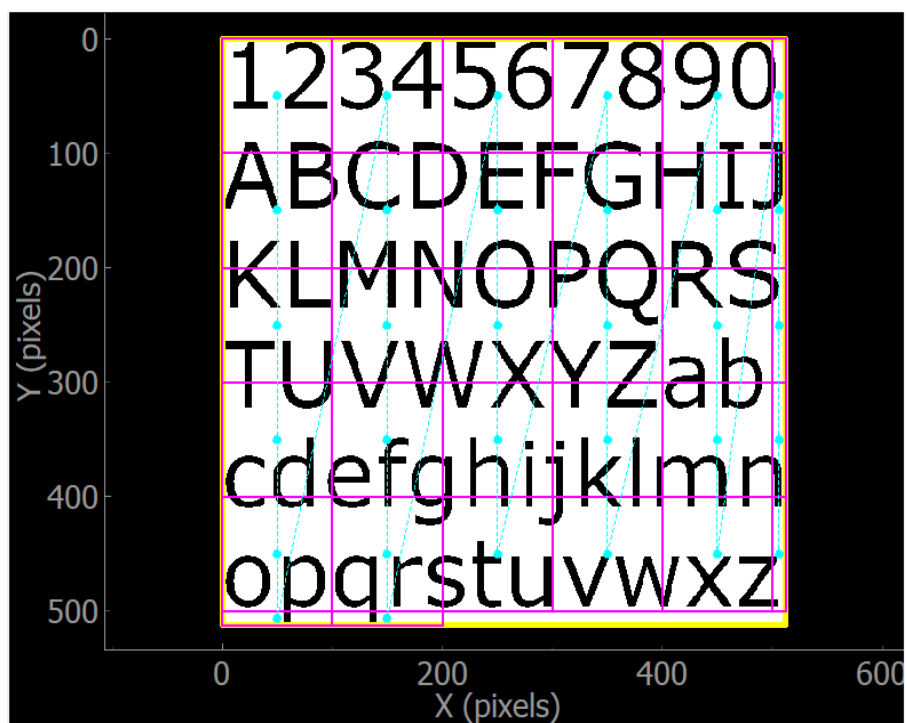 0
1234567890
100
ABCDEFGHIJ
200
KLMNOPQRS
Y (pixels)
300
TUVWXYZab
400
cdefghijklmn
500
opqrstuvwxz
0 200 400 600
X (pixels)